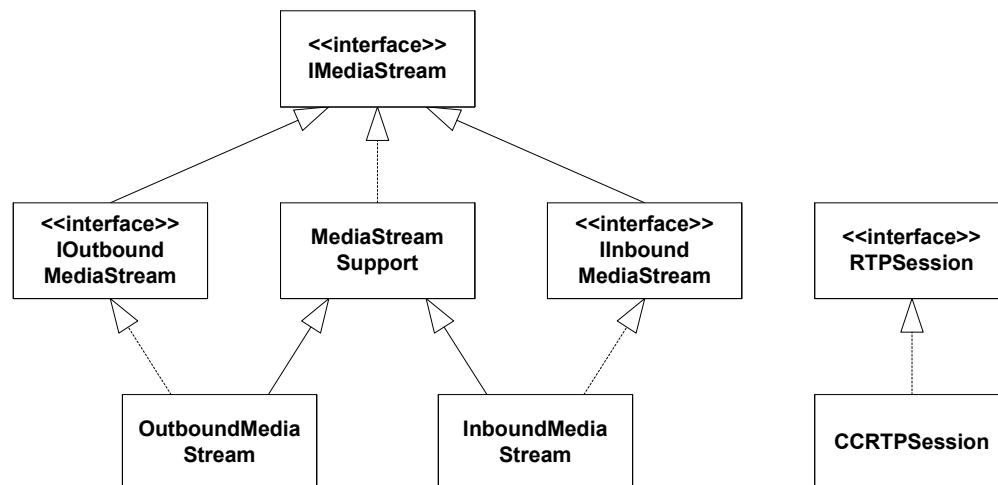 <<interface>>
IMediaStream
<<interface>>
IOutbound
MediaStream
MediaStream
Support
<<interface>>
IInbound
MediaStream
<<interface>>
RTPSession
OutboundMedia
Stream
InboundMedia
Stream
CCRTPSession